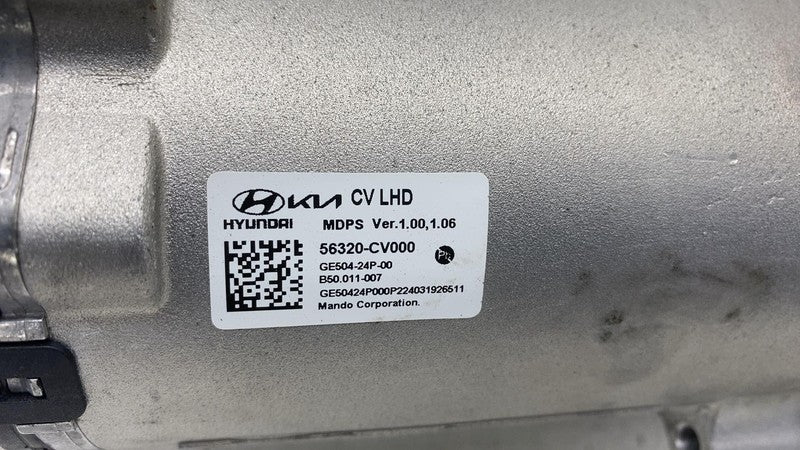 KIA CV LHD
HYUNDAI MDPS Ver.1.00,1.06
56320-CV000
GE504-24P-00
B50.011-007
GE50424P000P224031926511
Mando Corporation.